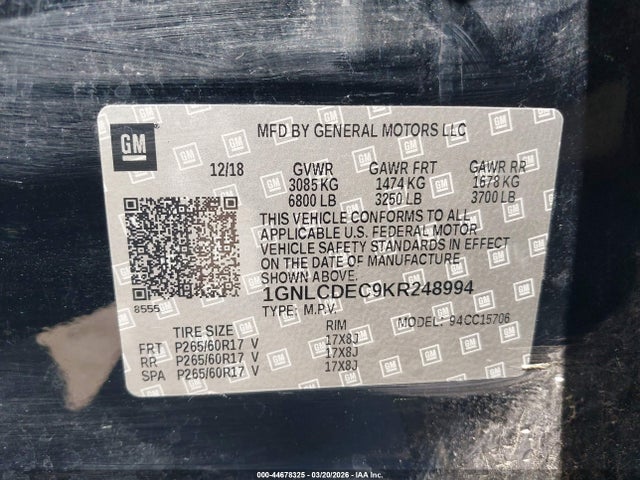 GM
MFD BY GENERAL MOTORS LLC
12/18 GVWR GAWR FRT GAWR RR
3085 KG 1474 KG 1678 KG
6800 LB 3250 LB 3700 LB
THIS VEHICLE CONFORMS TO ALL
APPLICABLE U.S. FEDERAL MOTOR
VEHICLE SAFETY STANDARDS IN EFFECT
ON THE DATE OF MANUFACTURE
SHOWN ABOVE.
1GNLCDEC9KR248994
8555 TYPE: M.P.V. MODEL: 94CC15706
TIRE SIZE RIM
FRT P265/60R17 V 17X8J
RR P265/60R17 V 17X8J
SPA P265/60R17 V 17X8J
000-44678325 | 03/20/2026 - IAA Inc.